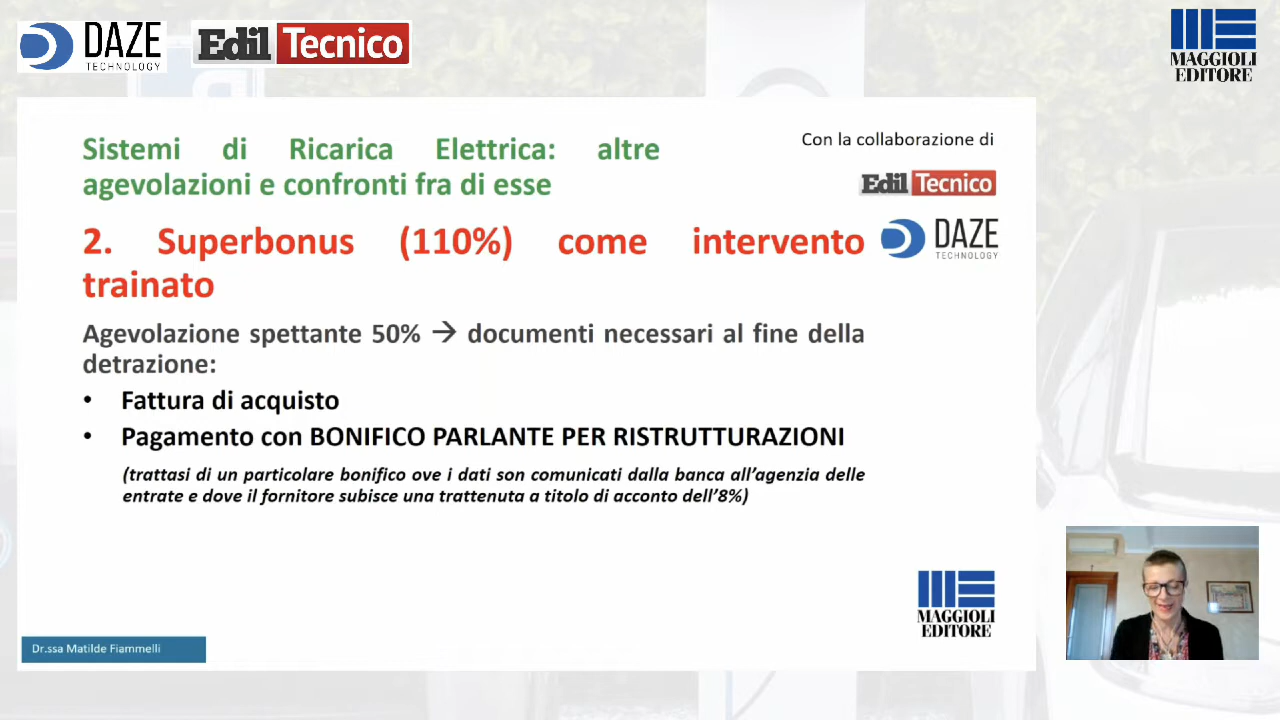 DAZE
TECHNOLOGY
Edil Tecnico
MAGGIOLI
EDITORE
Sistemi di Ricarica Elettrica: altre
agevolazioni e confronti fra di esse
Con la collaborazione di
Edil Tecnico
DAZE
TECHNOLOGY
2. Superbonus (110%) come intervento
trainato
Agevolazione spettante 50% → documenti necessari al fine della
detrazione:
• Fattura di acquisto
• Pagamento con BONIFICO PARLANTE PER RISTRUTTURAZIONI
(trattasi di un particolare bonifico ove i dati son comunicati dalla banca all’agenzia delle
entrate e dove il fornitore subisce una trattenuta a titolo di acconto dell’8%)
MAGGIOLI
EDITORE
Dr.ssa Matilde Fiammelli